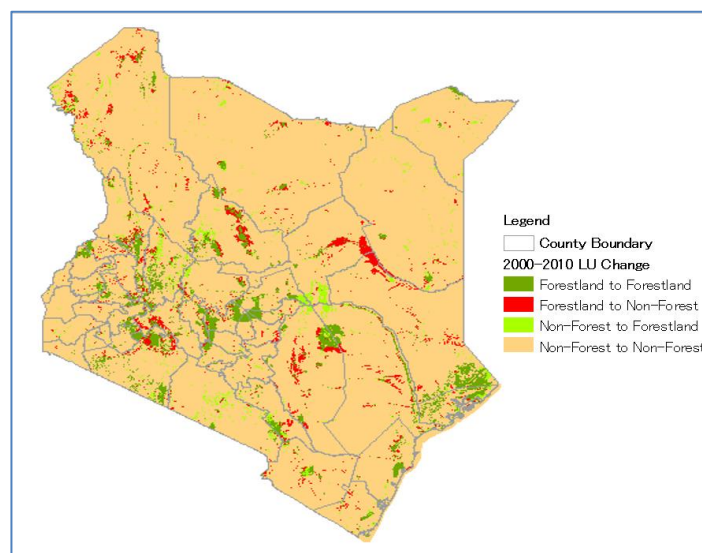 Legend
County Boundary
2000-2010 LU Change
Forestland to Forestland
Forestland to Non-Forest
Non-Forest to Forestland
Non-Forest to Non-Forest